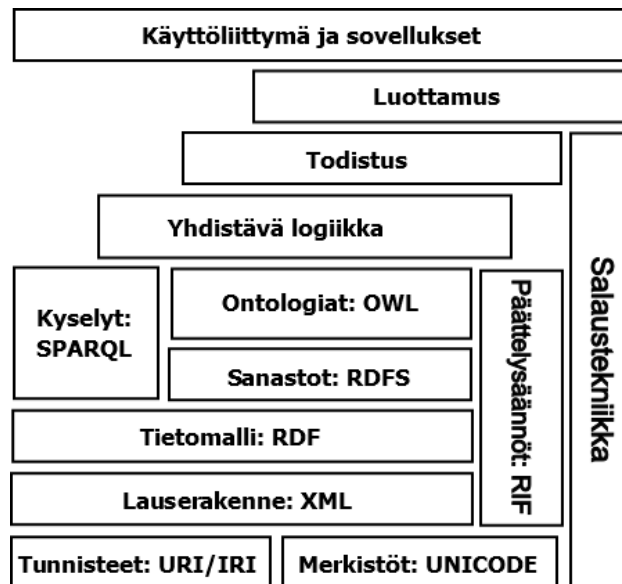 Käyttöliittymä ja sovellukset
Luottamus
Todistus
Yhdistävä logiikka
Kyselyt:
SPARQL
Ontologiat: OWL
Sanastot: RDFS
Tietomalli: RDF
Lauserakenne: XML
Päättelysäännöt: RIF
Salaustekniikka
Tunnisteet: URI/IRI
Merkistöt: UNICODE